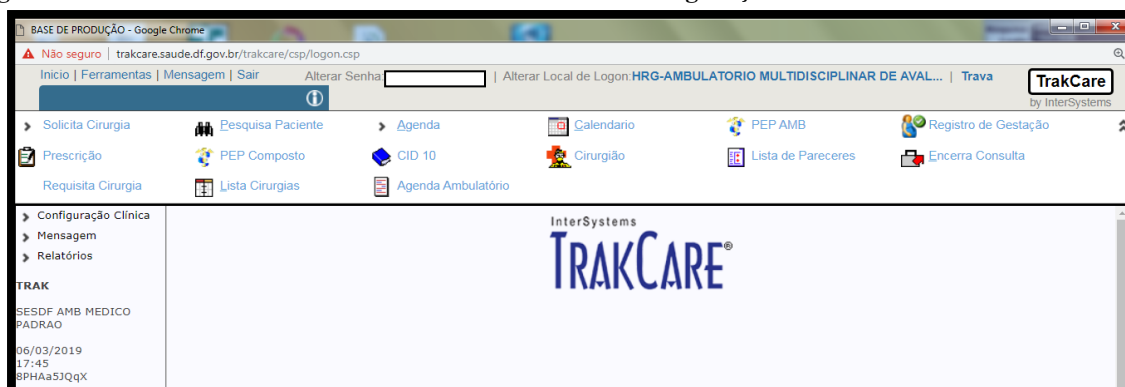 BASE DE PRODUÇÃO - Google Chrome
Não seguro | trakcare.saude.df.gov.br/trakcare/csp/logon.csp
Inicio | Ferramentas | Mensagem | Sair Alterar Senha: | Alterar Local de Logon:HRG-AMBULATORIO MULTIDISCIPLINAR DE AVAL... | Trava
TrakCare
by InterSystems
Solicita Cirurgia Pesquisa Paciente Agenda Calendario PEP AMB Registro de Gestação
Prescrição PEP Composto CID 10 Cirurgião Lista de Pareceres Encerra Consulta
Requisita Cirurgia Lista Cirurgias Agenda Ambulatório
Configuração Clínica
Mensagem
Relatórios
TRAK
SESDF AMB MEDICO
PADRAO
06/03/2019
17:45
8PHAa5JQqX
InterSystems
TRAKCARE®